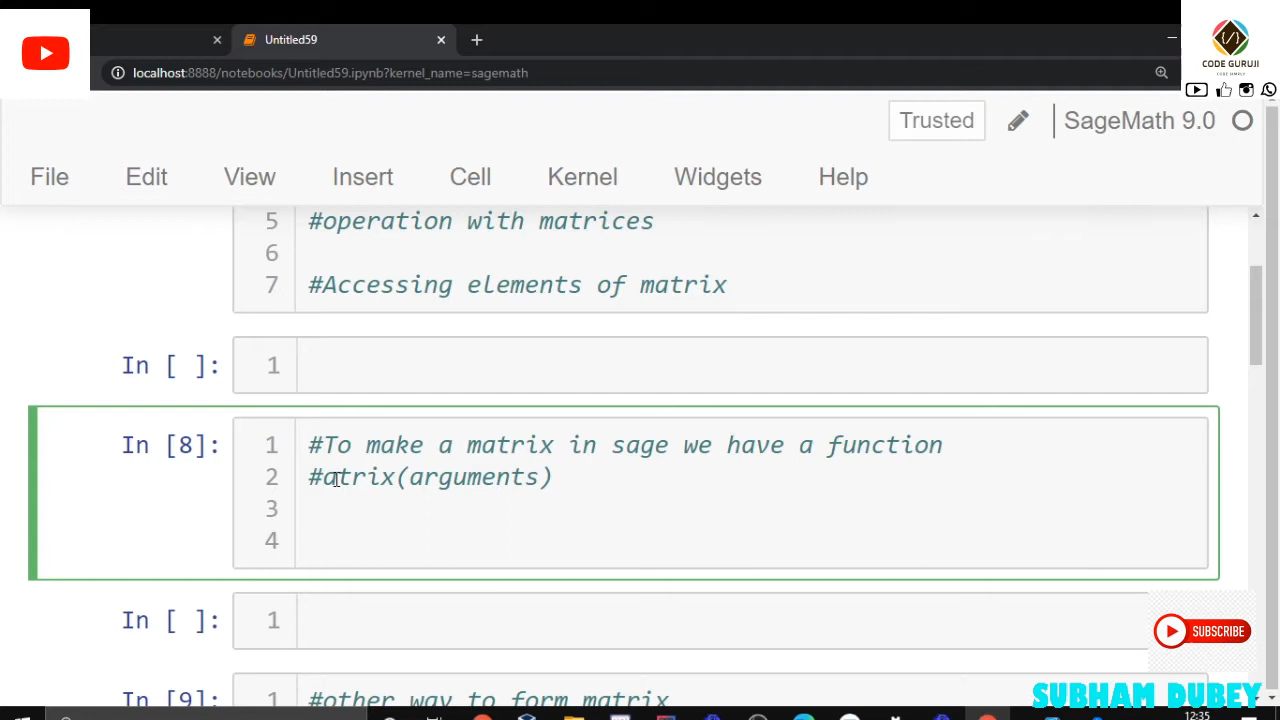 Untitled59
localhost:8888/notebooks/Untitled59.ipynb?kernel_name=sagemath
CODE GURUJI
CODE SIMPLY
Trusted
SageMath 9.0
File Edit View Insert Cell Kernel Widgets Help
5 #operation with matrices
6
7 #Accessing elements of matrix
In [ ]: 1
In [8]: 1 #To make a matrix in sage we have a function
2 #atrix(arguments)
3
4
In [ ]: 1
SUBSCRIBE
In [9]: 1 #other way to form matrix
SUBHAM DUBEY
12:35